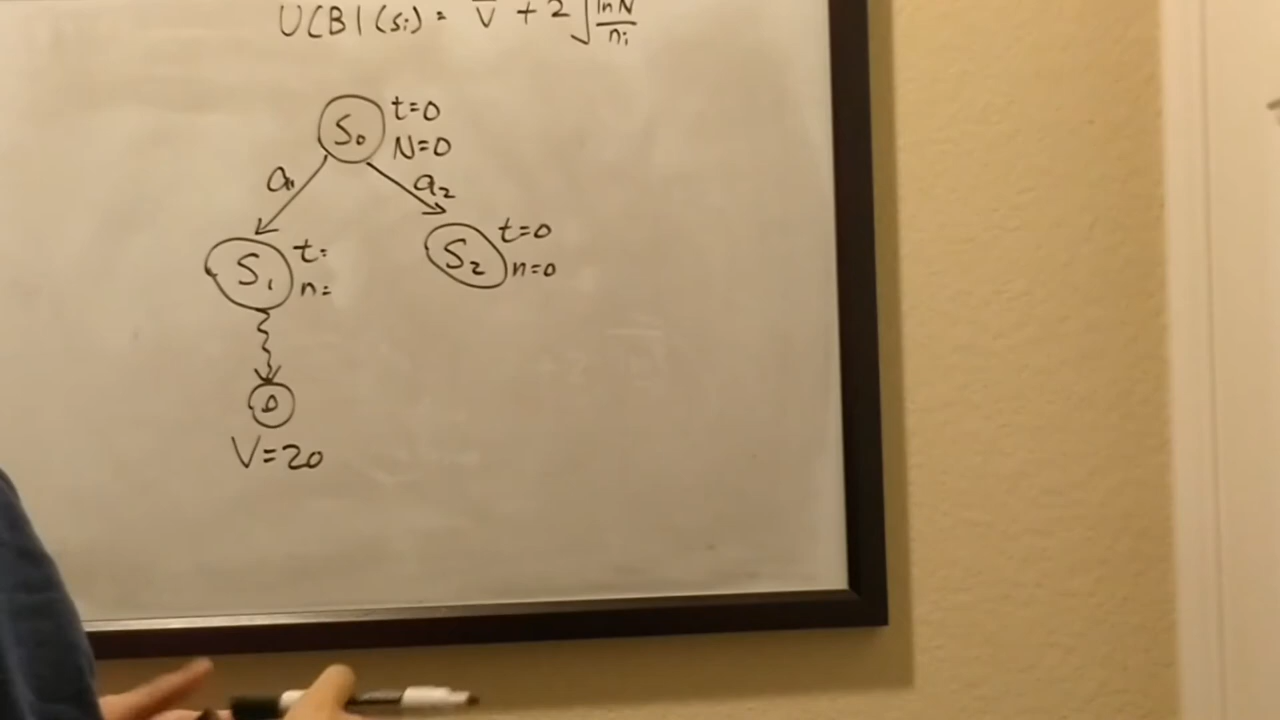 UCB1(Si) = V̅ + 2√(lnN/ni)
S0 t=0
N=0
a1 a2
S1 t=
n=
S2 t=0
n=0
V=20